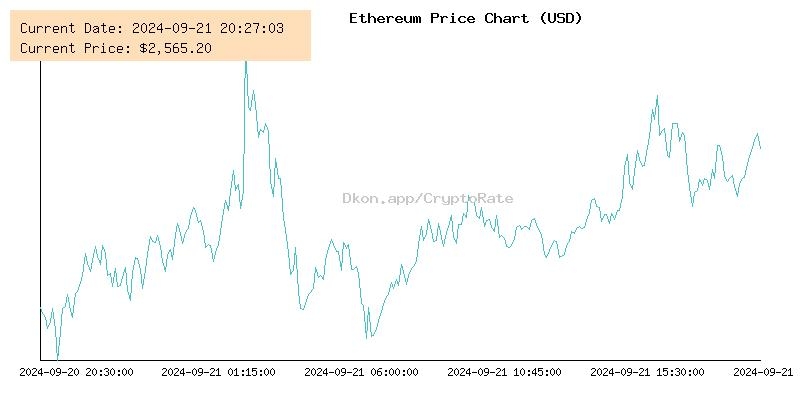 Ethereum Price Chart (USD)
Current Date: 2024-09-21 20:27:03
Current Price: $2,565.20
Dkon.app/CryptoRate
2024-09-20 20:30:00 2024-09-21 01:15:00 2024-09-21 06:00:00 2024-09-21 10:45:00 2024-09-21 15:30:00 2024-09-21